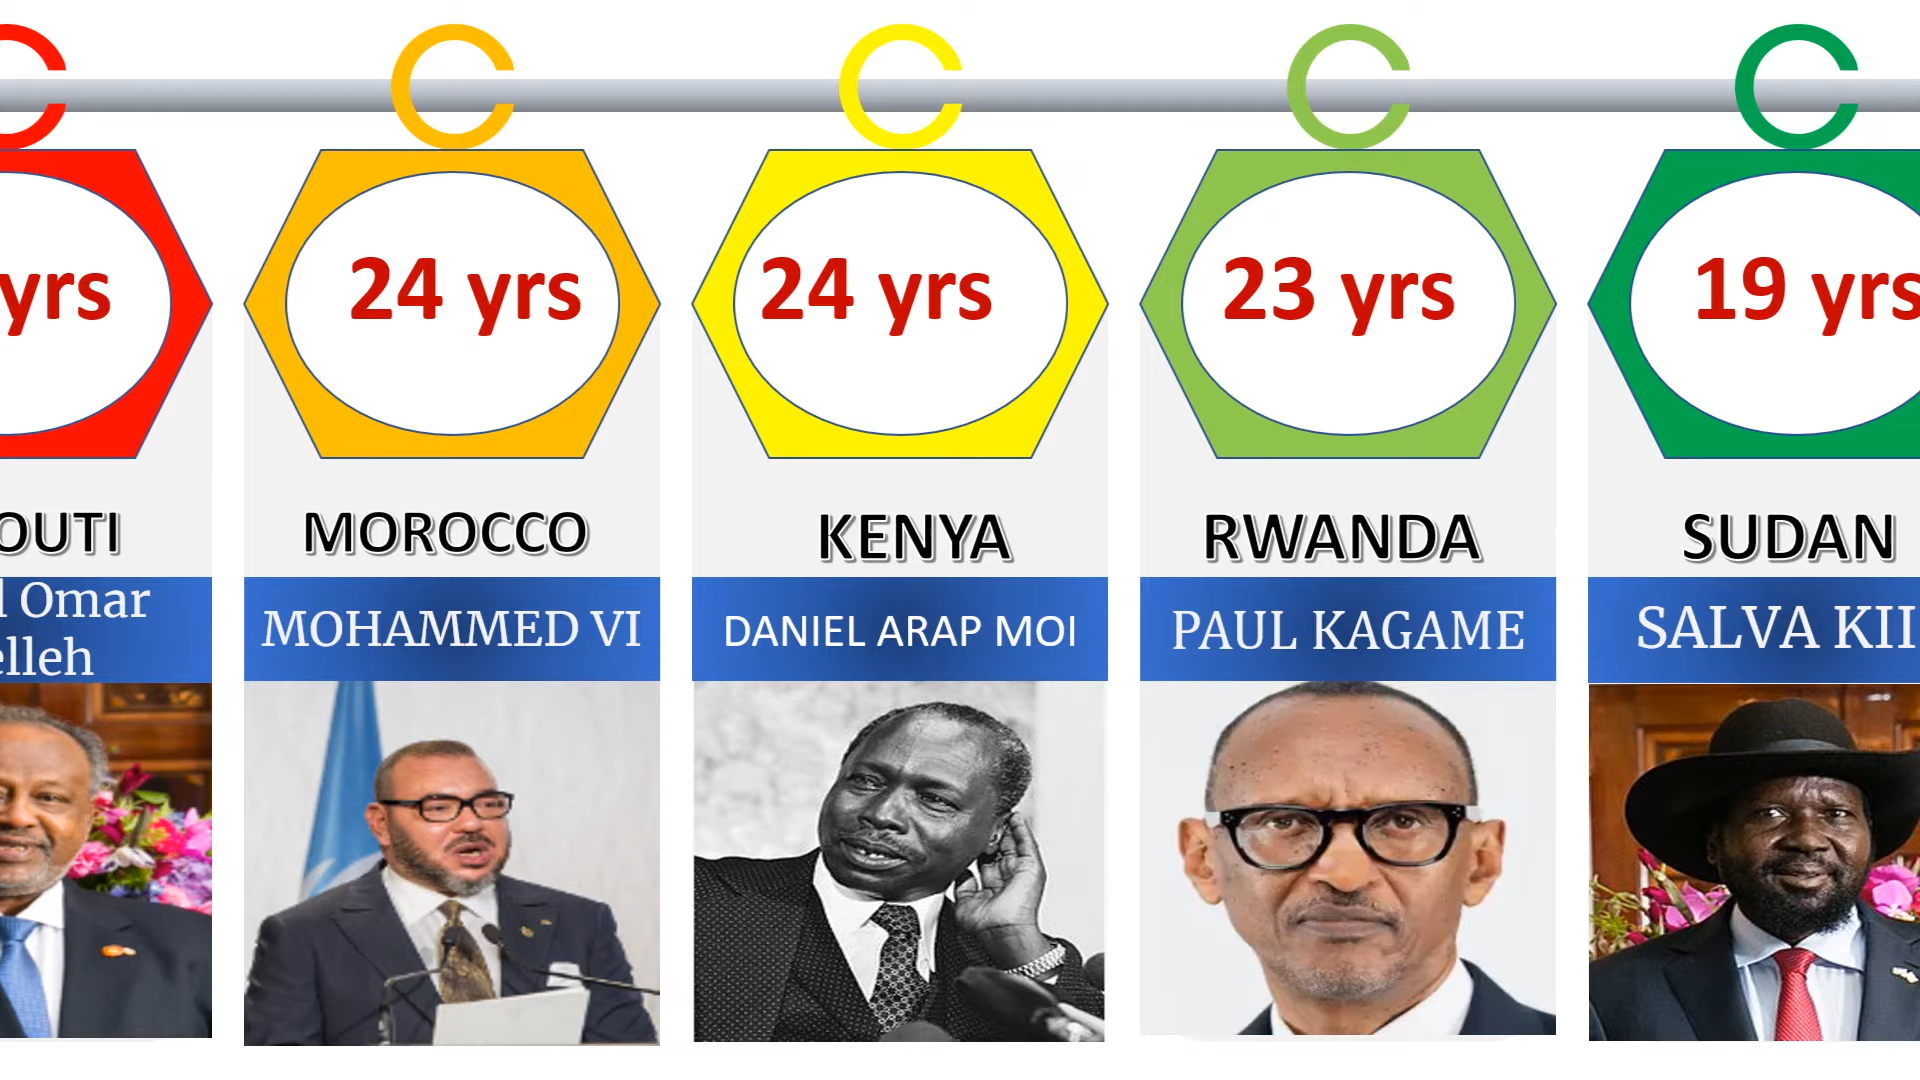 yrs
24 yrs
24 yrs
23 yrs
19 yrs
OUTI
MOROCCO
KENYA
RWANDA
SUDAN
l Omar
elleh
MOHAMMED VI
DANIEL ARAP MOI
PAUL KAGAME
SALVA KII